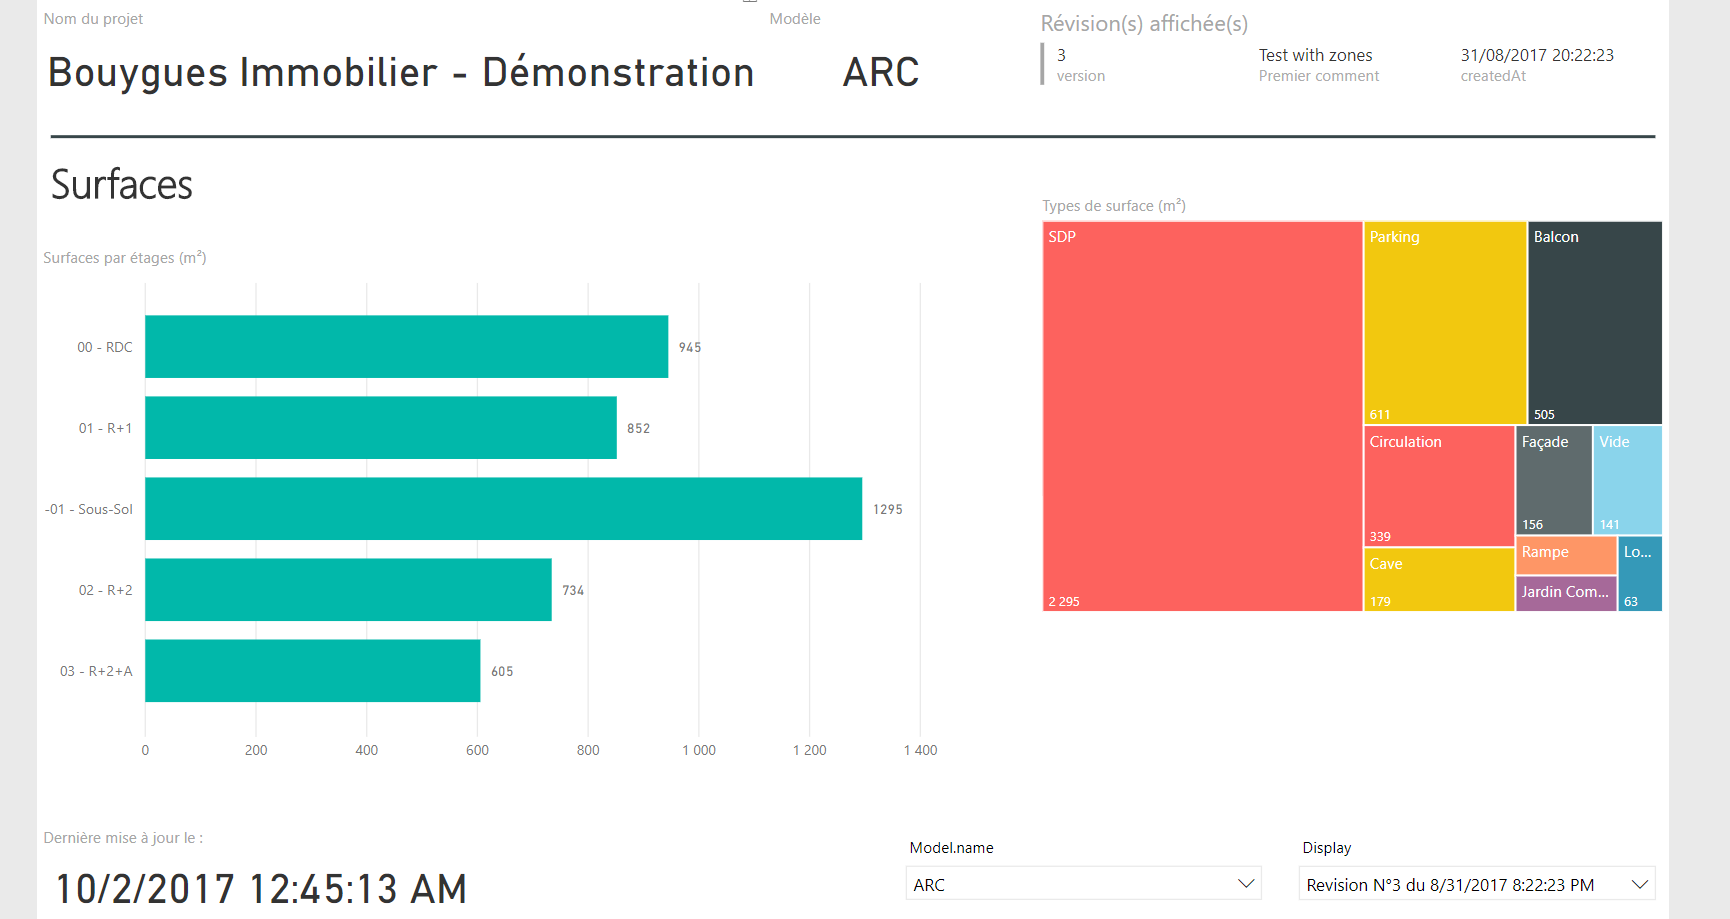 Nom du projet
Modèle
Bouygues Immobilier - Démonstration
ARC
Révision(s) affichée(s)
3
version
Test with zones
Premier comment
31/08/2017 20:22:23
createdAt
Surfaces
Surfaces par étages (m²)
00 - RDC
945
01 - R+1
852
-01 - Sous-Sol
1295
02 - R+2
734
03 - R+2+A
605
0
200
400
600
800
1 000
1 200
1 400
Types de surface (m²)
SDP
2 295
Parking
611
Balcon
505
Circulation
339
Façade
156
Vide
141
Cave
179
Rampe
Jardin Com...
Lo...
63
Dernière mise à jour le :
10/2/2017 12:45:13 AM
Model.name
ARC
Display
Revision N°3 du 8/31/2017 8:22:23 PM